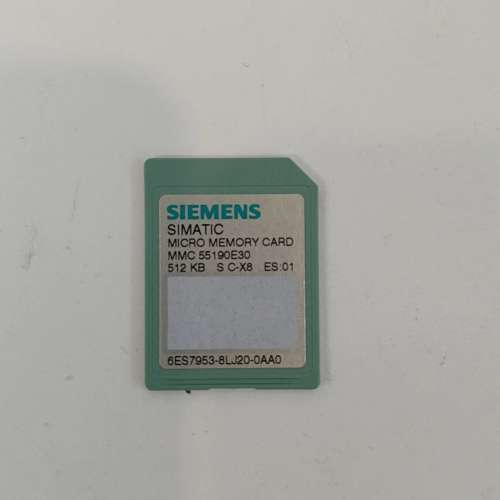 SIEMENS
SIMATIC
MICRO MEMORY CARD
MMC 55190E30
512 KB S C-X8 ES:01
6ES7953-8LJ20-0AA0